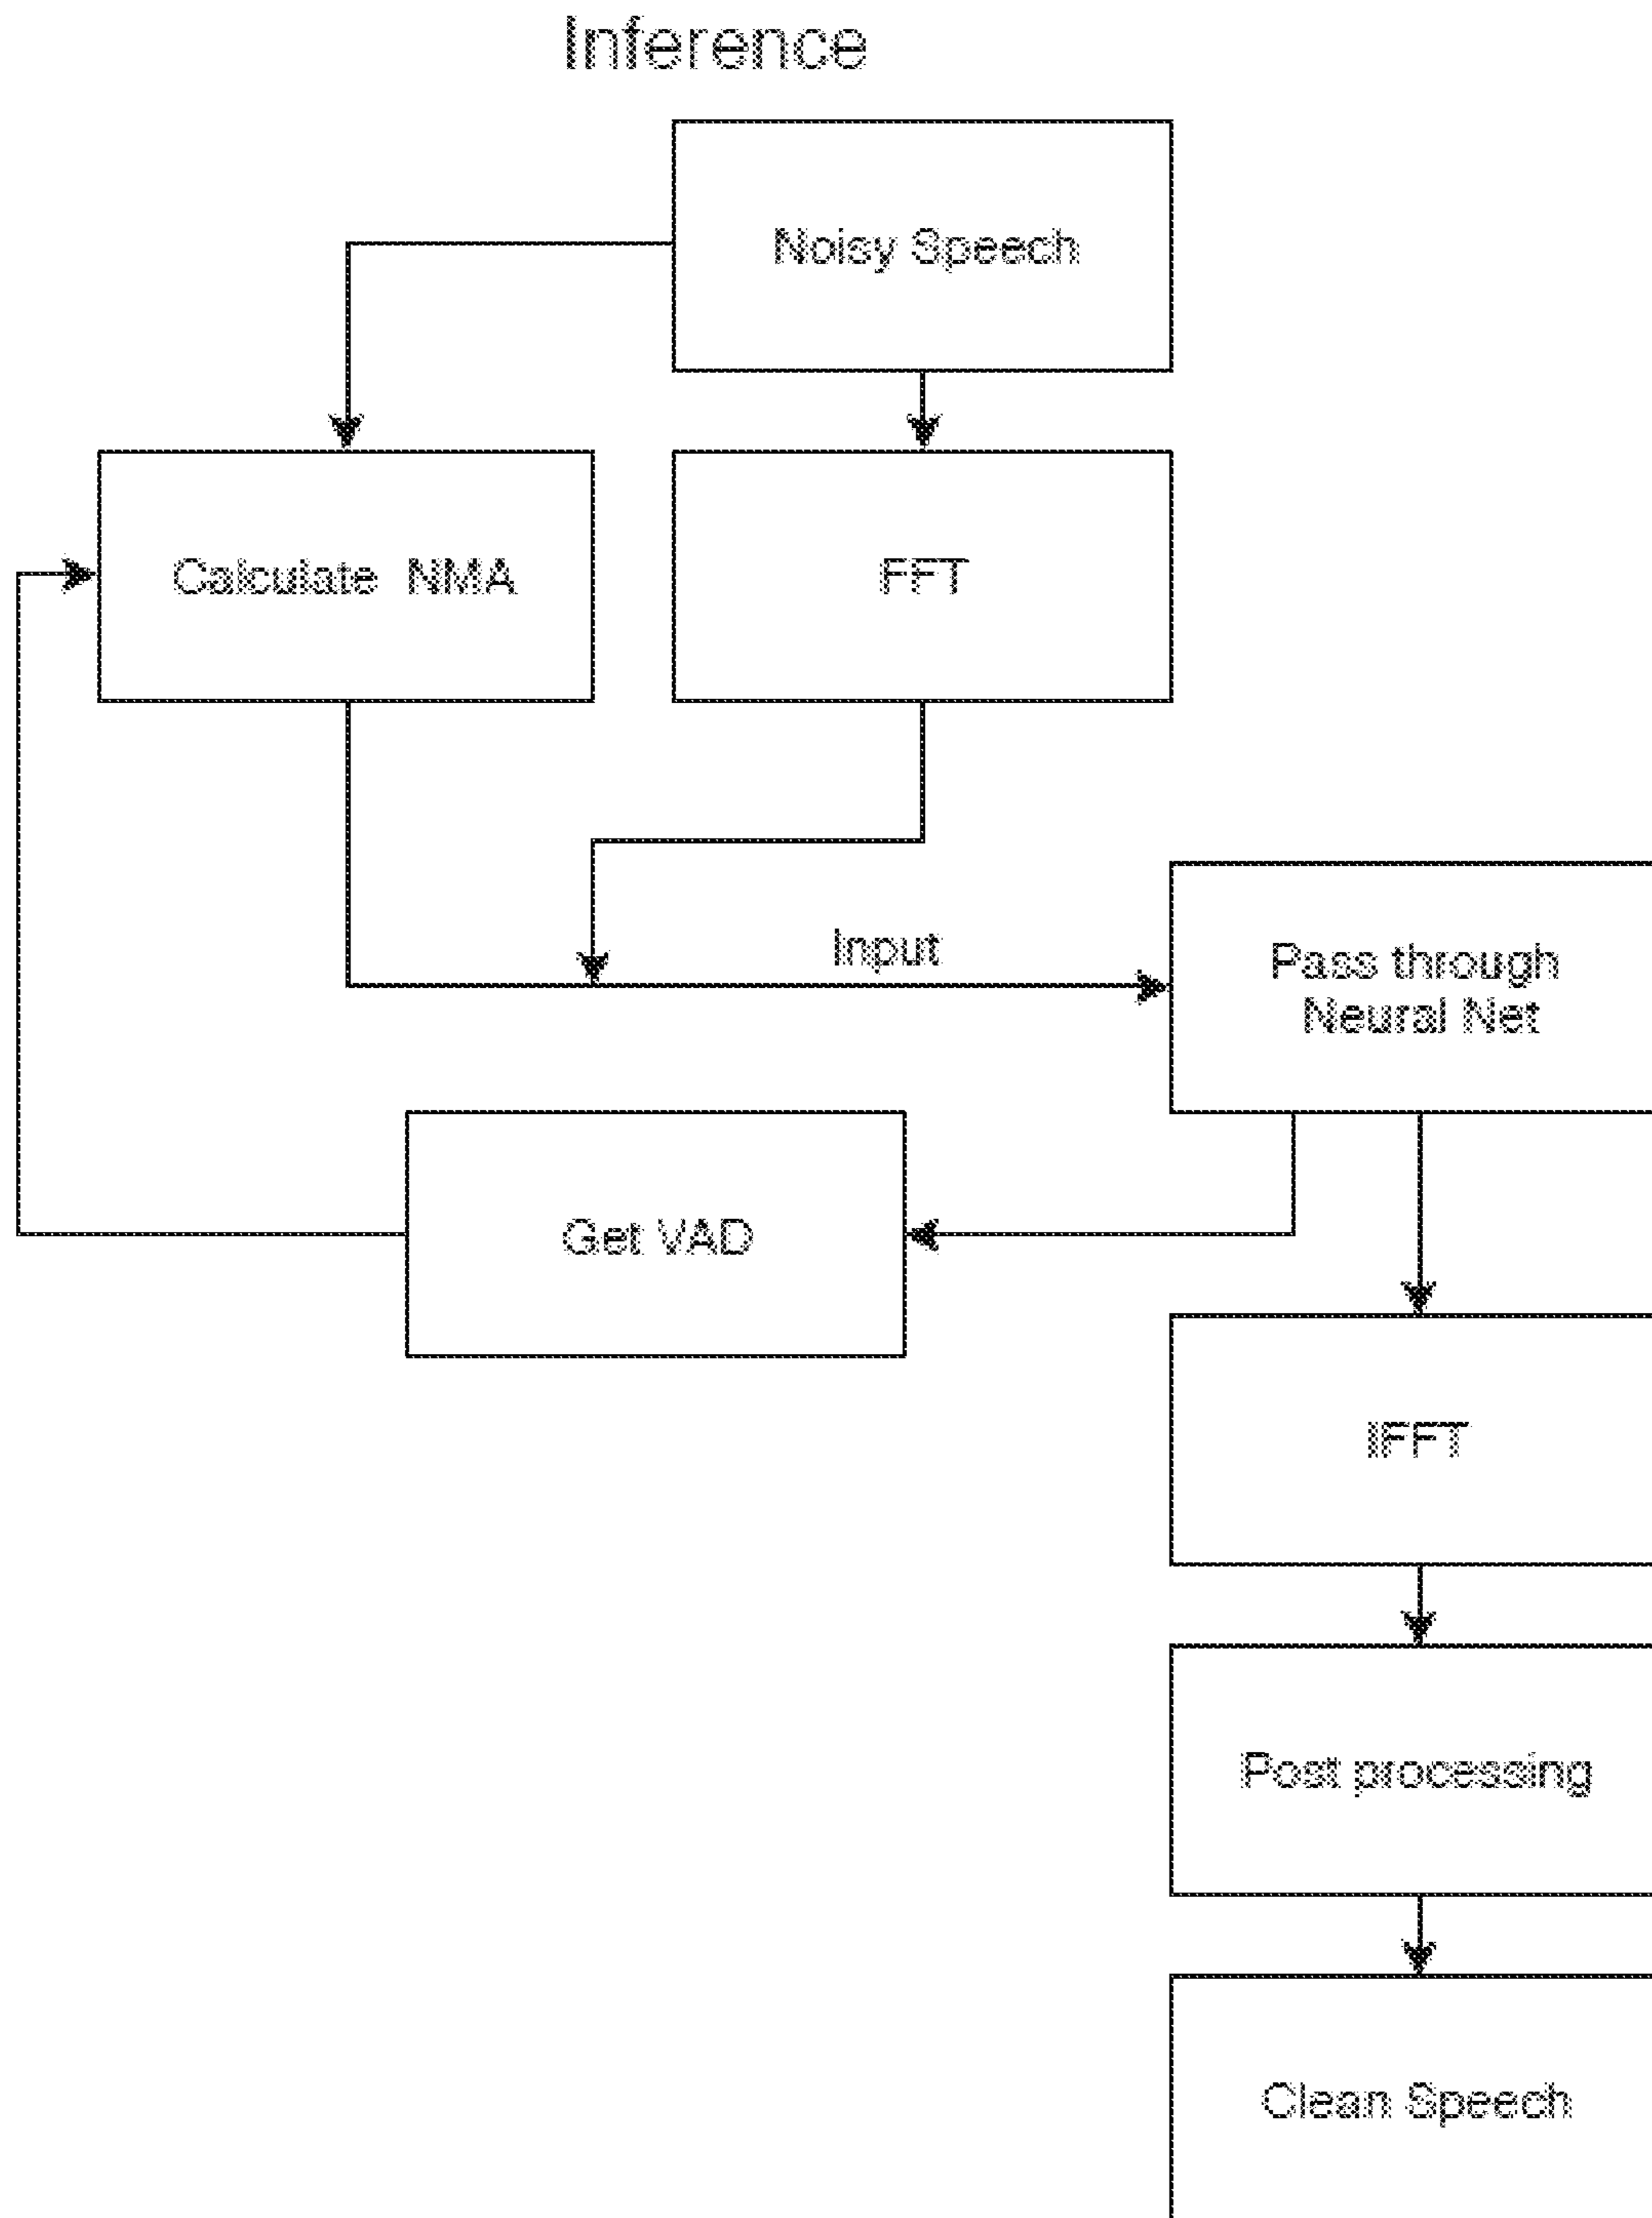 Inference
Noisy Speech
Calculate NMA
FFT
Input
Pass through
Neural Net
Get VAD
IFFT
Post processing
Clean Speech